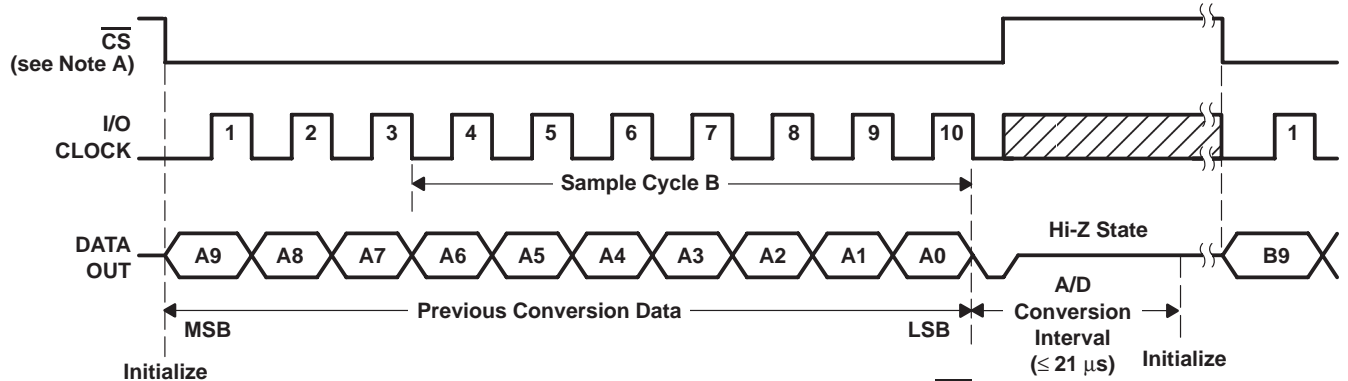 CS
(see Note A)
I/O
CLOCK
1 2 3 4 5 6 7 8 9 10 1
Sample Cycle B
DATA
OUT
A9 A8 A7 A6 A5 A4 A3 A2 A1 A0 B9
Hi-Z State
Previous Conversion Data
MSB
LSB
A/D
Conversion
Interval
(≤ 21 μs)
Initialize
Initialize